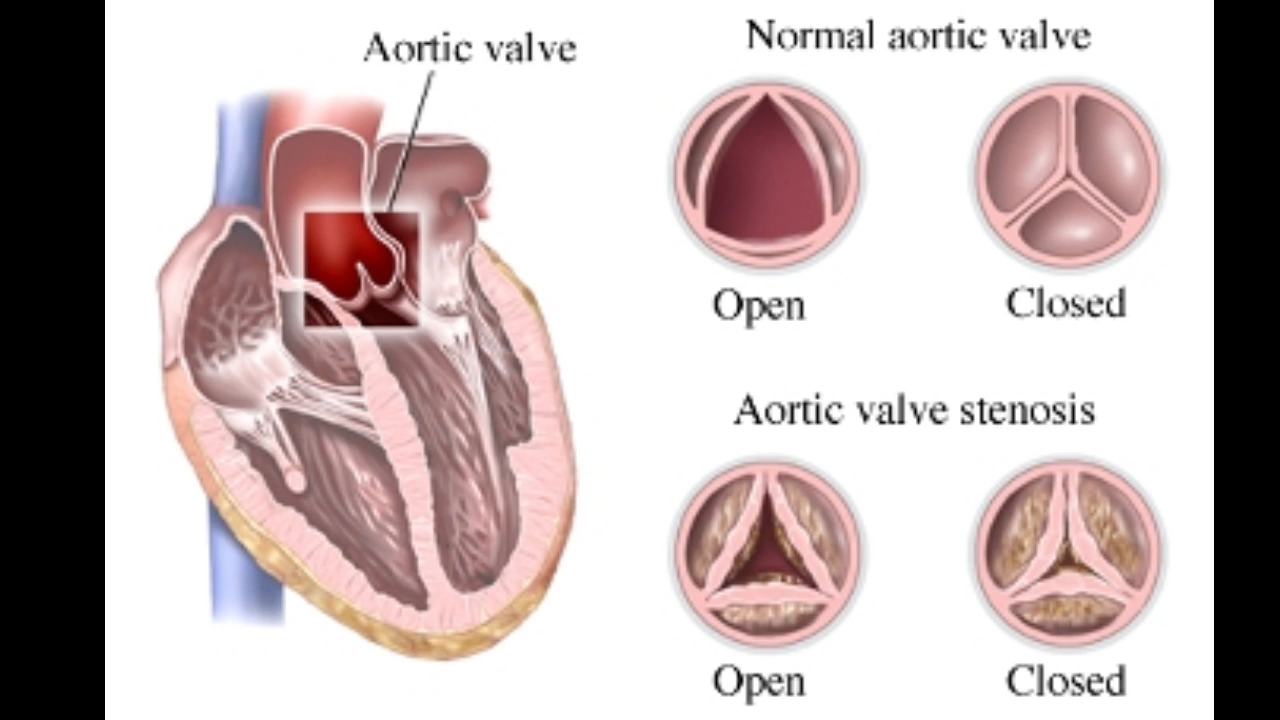 Aortic valve
Normal aortic valve
Open
Closed
Aortic valve stenosis
Open
Closed